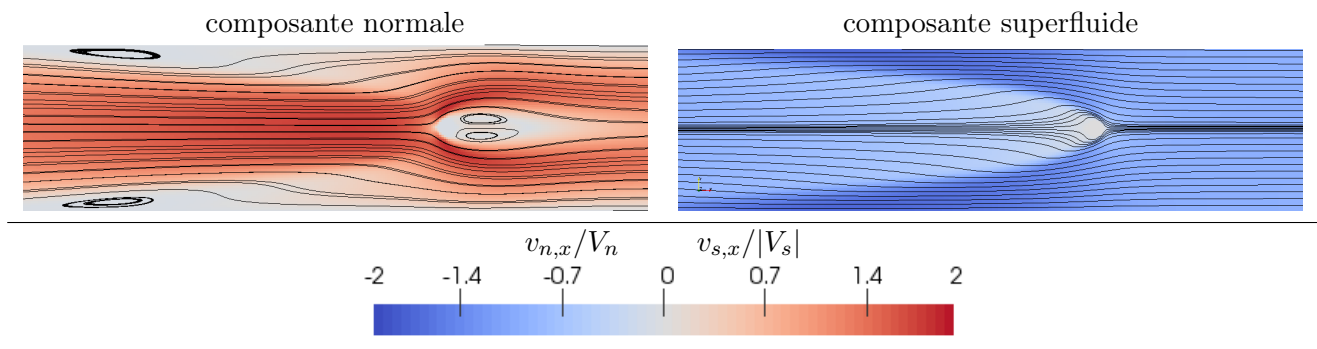 composante normale composante superfluide
v_{n,x}/V_n v_{s,x}/|V_s|
-2 -1.4 -0.7 0 0.7 1.4 2